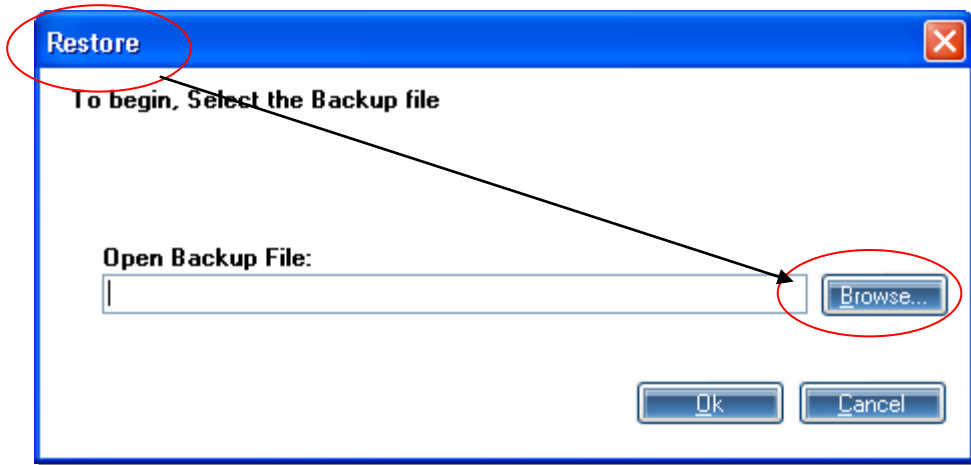 Restore
To begin, Select the Backup file
Open Backup File:
Browse...
Ok Cancel